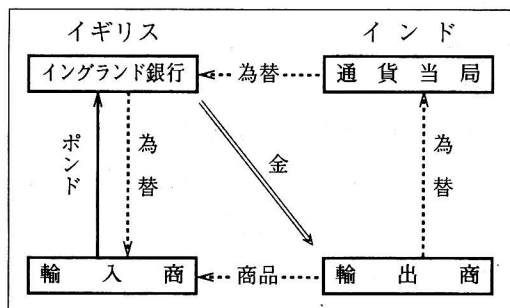 イギリス
インド
イングランド銀行
為替
通貨当局
ポンド
為替
金
為替
輸入商
商品
輸出商